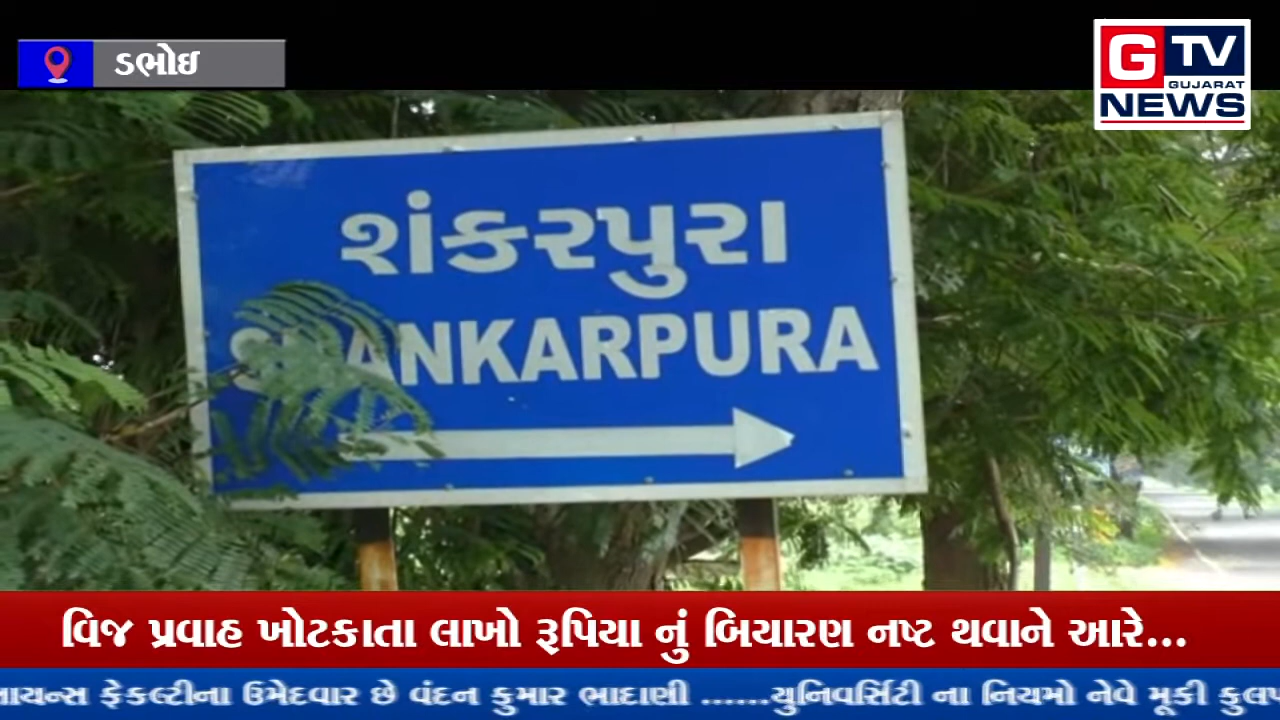 ડભોઇ
G TV
GUJARAT
NEWS
શંકરપુરા
SHANKARPURA
વિજ પ્રવાહ ખોટકાતા લાખો રૂપિયા નું બિયારણ નષ્ટ થવાને આરે...
ફેકલ્ટીના ઉમેદવાર છે વંદન કુમાર ભાદાણી ......યુનિવર્સિટી ના નિયમો નેવે મૂકી